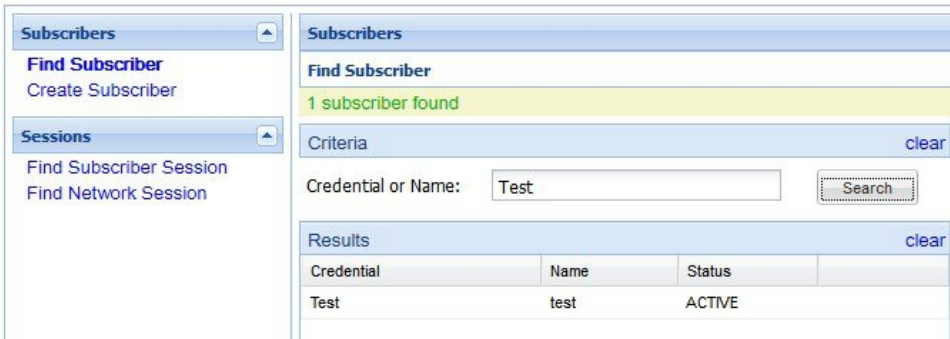 Subscribers
Find Subscriber
Create Subscriber
Sessions
Find Subscriber Session
Find Network Session
Subscribers
Find Subscriber
1 subscriber found
Criteria clear
Credential or Name: Test Search
Results clear
Credential Name Status
Test test ACTIVE